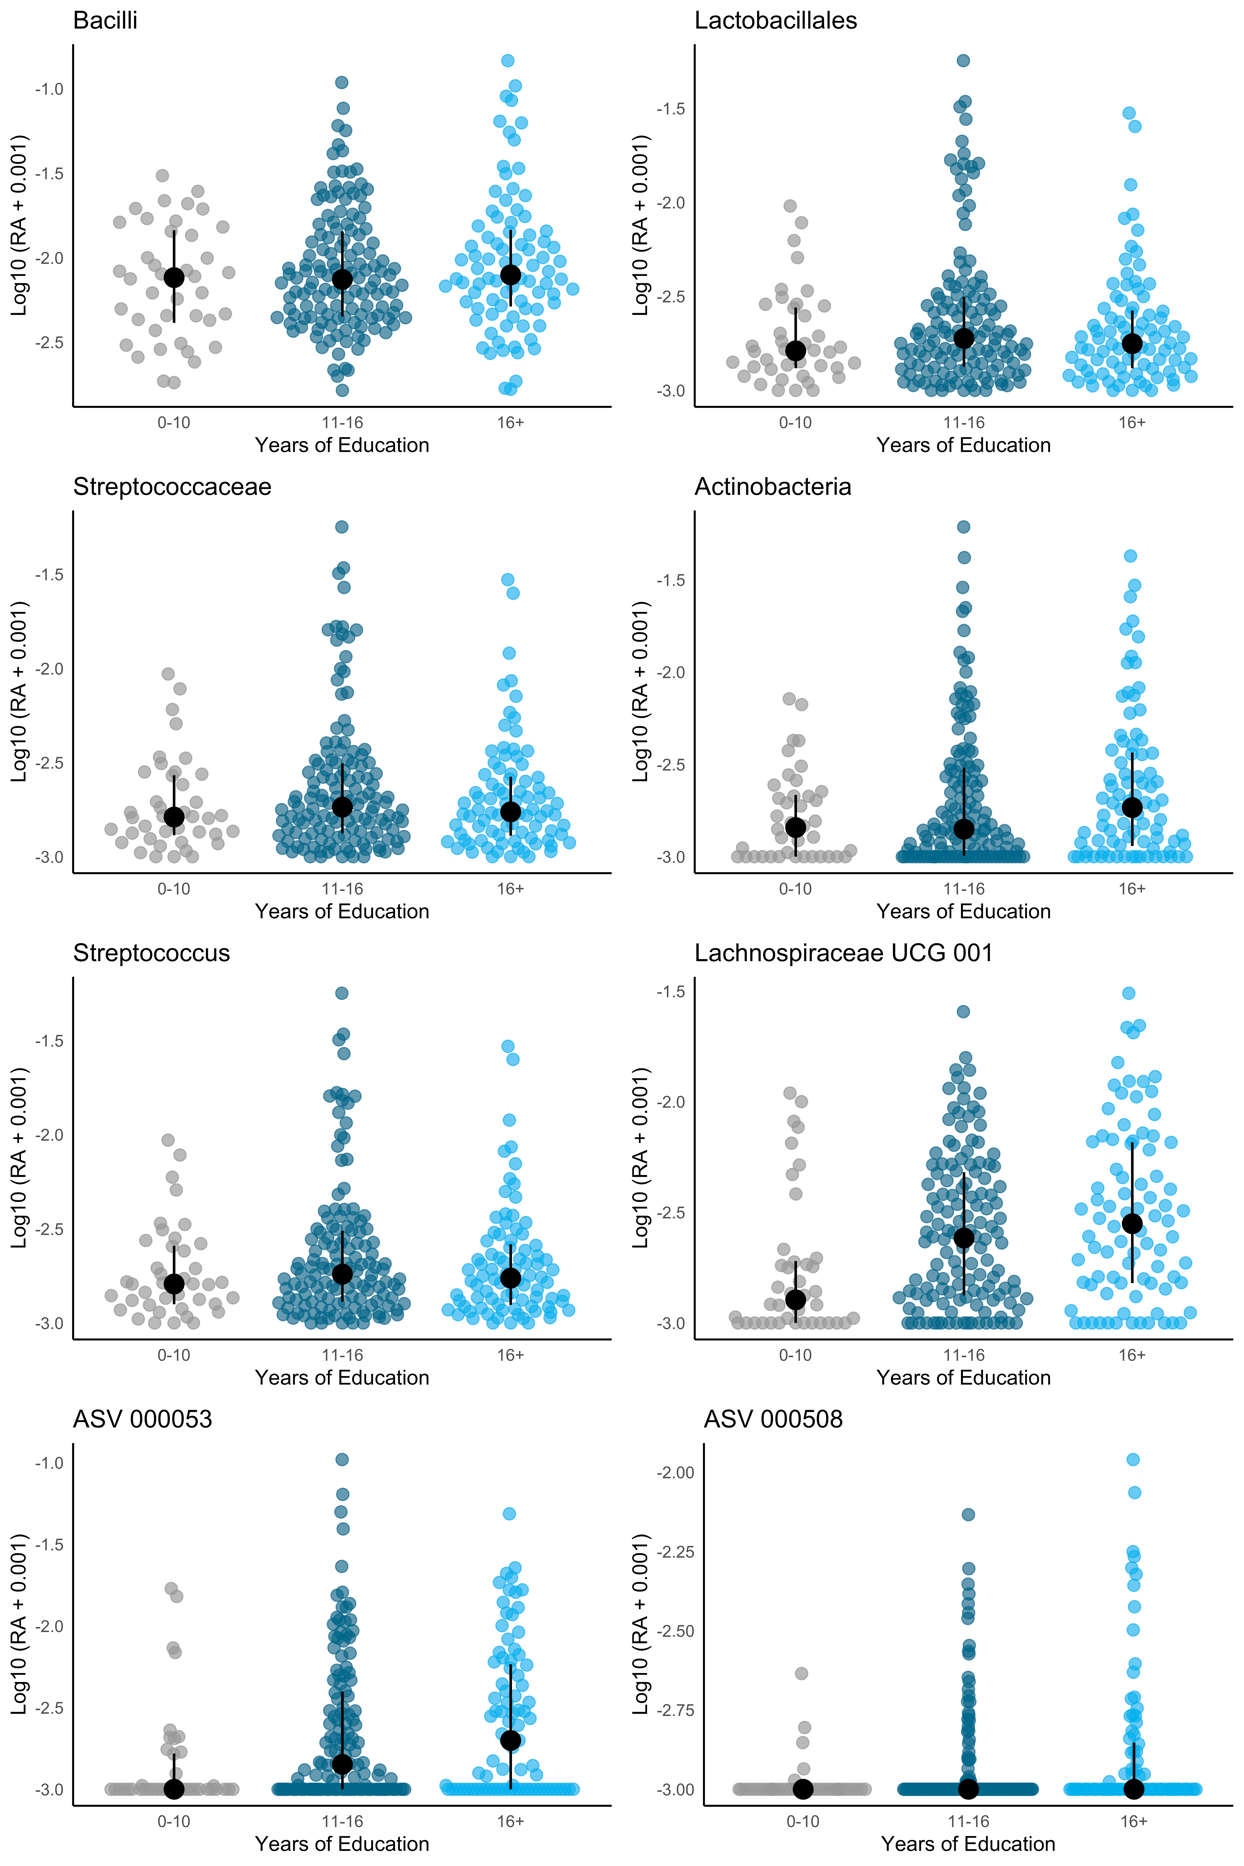 Bacilli
Log10 (RA + 0.001)
-1.0
-1.5
-2.0
-2.5
0-10
11-16
16+
Years of Education
Lactobacillales
Log10 (RA + 0.001)
-1.5
-2.0
-2.5
-3.0
0-10
11-16
16+
Years of Education
Streptococcaceae
Log10 (RA + 0.001)
-1.5
-2.0
-2.5
-3.0
0-10
11-16
16+
Years of Education
Actinobacteria
Log10 (RA + 0.001)
-1.5
-2.0
-2.5
-3.0
0-10
11-16
16+
Years of Education
Streptococcus
Log10 (RA + 0.001)
-1.5
-2.0
-2.5
-3.0
0-10
11-16
16+
Years of Education
Lachnospiraceae UCG 001
Log10 (RA + 0.001)
-1.5
-2.0
-2.5
-3.0
0-10
11-16
16+
Years of Education
ASV 000053
Log10 (RA + 0.001)
-1.0
-1.5
-2.0
-2.5
-3.0
0-10
11-16
16+
Years of Education
ASV 000508
Log10 (RA + 0.001)
-2.00
-2.25
-2.50
-2.75
-3.00
0-10
11-16
16+
Years of Education